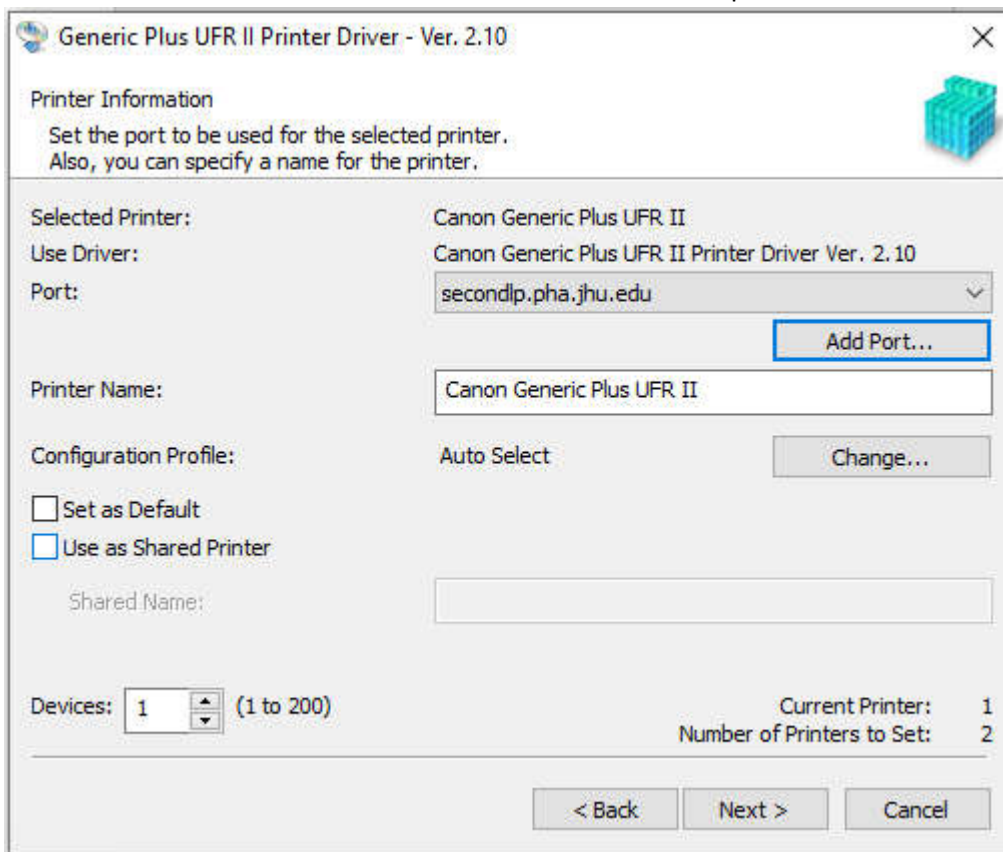 Generic Plus UFR II Printer Driver - Ver. 2.10
Printer Information
Set the port to be used for the selected printer.
Also, you can specify a name for the printer.
Selected Printer: Canon Generic Plus UFR II
Use Driver: Canon Generic Plus UFR II Printer Driver Ver. 2.10
Port: secondlp.pha.jhu.edu
Add Port...
Printer Name: Canon Generic Plus UFR II
Configuration Profile: Auto Select Change...
Set as Default
Use as Shared Printer
Shared Name:
Devices: 1 (1 to 200) Current Printer: 1
Number of Printers to Set: 2
< Back Next > Cancel